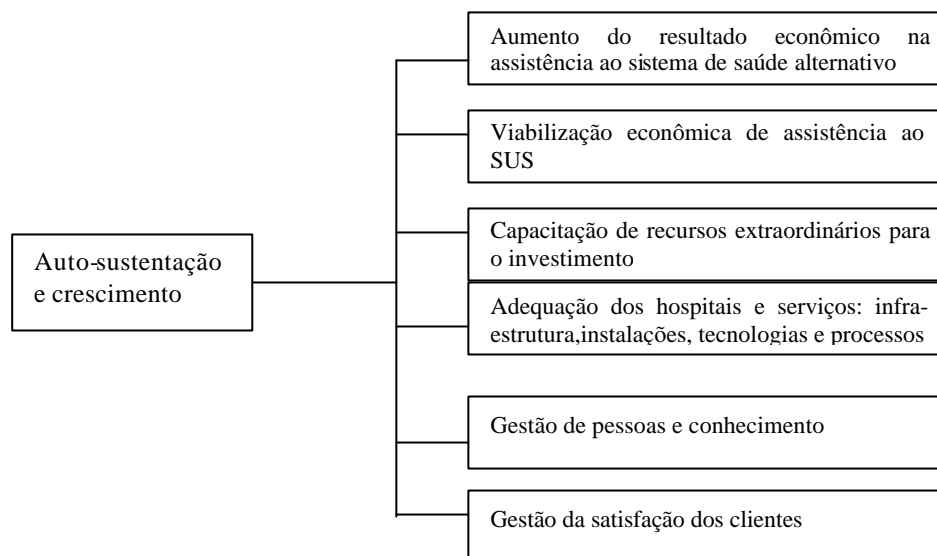 Aumento do resultado econômico na
assistência ao sistema de saúde alternativo
Viabilização econômica de assistência ao
SUS
Auto-sustentação
e crescimento
Capacitação de recursos extraordinários para
o investimento
Adequação dos hospitais e serviços: infra-
estrutura,instalações, tecnologias e processos
Gestão de pessoas e conhecimento
Gestão da satisfação dos clientes